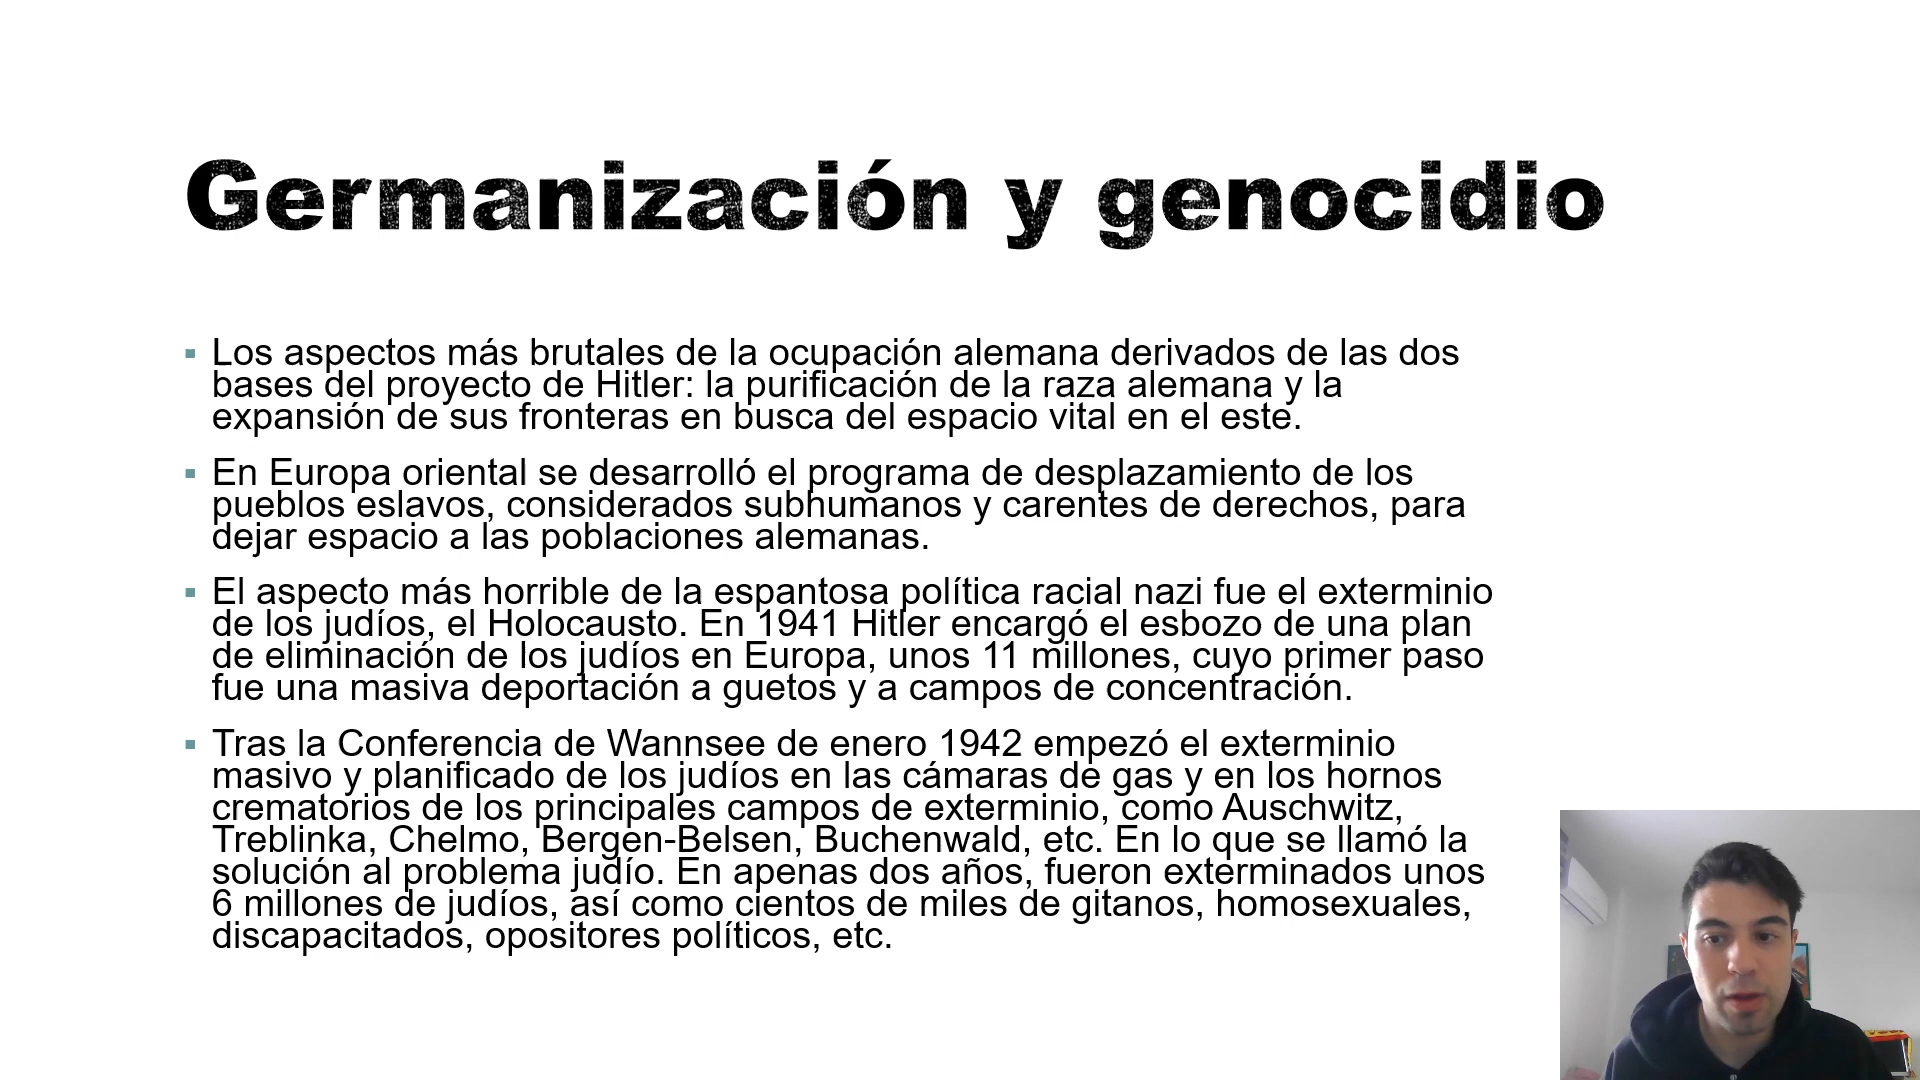 Germanización y genocidio
Los aspectos más brutales de la ocupación alemana derivados de las dos
bases del proyecto de Hitler: la purificación de la raza alemana y la
expansión de sus fronteras en busca del espacio vital en el este.
En Europa oriental se desarrolló el programa de desplazamiento de los
pueblos eslavos, considerados subhumanos y carentes de derechos, para
dejar espacio a las poblaciones alemanas.
El aspecto más horrible de la espantosa política racial nazi fue el exterminio
de los judíos, el Holocausto. En 1941 Hitler encargó el esbozo de una plan
de eliminación de los judíos en Europa, unos 11 millones, cuyo primer paso
fue una masiva deportación a guetos y a campos de concentración.
Tras la Conferencia de Wannsee de enero 1942 empezó el exterminio
masivo y planificado de los judíos en las cámaras de gas y en los hornos
crematorios de los principales campos de exterminio, como Auschwitz,
Treblinka, Chelmo, Bergen-Belsen, Buchenwald, etc. En lo que se llamó la
solución al problema judío. En apenas dos años, fueron exterminados unos
6 millones de judíos, así como cientos de miles de gitanos, homosexuales,
discapacitados, opositores políticos, etc.